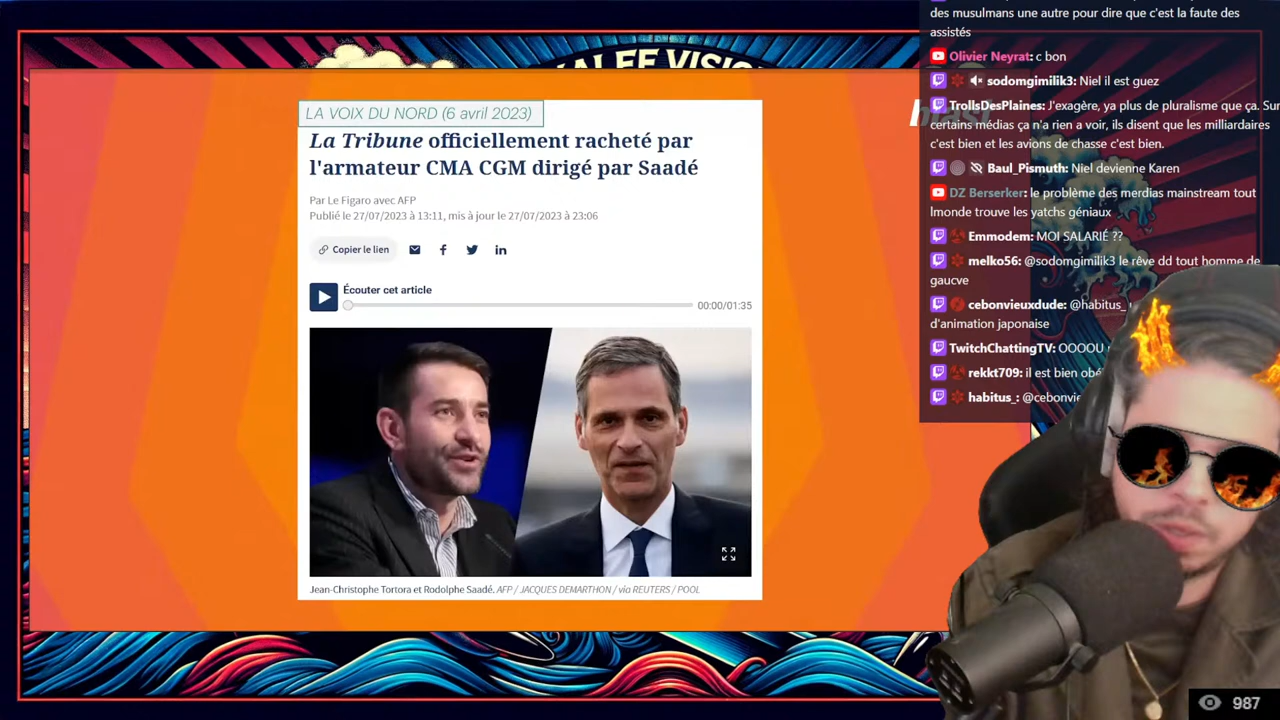 LA VOIX DU NORD (6 avril 2023)
La Tribune officiellement racheté par
l'armateur CMA CGM dirigé par Saadé
Par Le Figaro avec AFP
Publié le 27/07/2023 à 13:11, mis à jour le 27/07/2023 à 23:06
Copier le lien
Écouter cet article
00:00/01:35
Jean-Christophe Tortora et Rodolphe Saadé. AFP / JACQUES DEMARTHON / via REUTERS / POOL
des musulmans une autre pour dire que c'est la faute des
assistés
Olivier Neyrat: c bon
sodomgimilik3: Niel il est guez
TrollsDesPlaines: J'exagère, ya plus de pluralisme que ça. Sur
certains médias ça n'a rien a voir, ils disent que les milliardaires
c'est bien et les avions de chasse c'est bien.
Baul_Pismuth: Niel devienne Karen
DZ Berserker: le problème des merdias mainstream tout
lmonde trouve les yatchs géniaux
Emmodem: MOI SALARIÉ ??
melko56: @sodomgimilik3 le rêve dd tout homme de
gaucve
cebonvieuxdude: @habitus_
d'animation japonaise
TwitchChattingTV: OOOOU
rekkt709: il est bien
habitus_: @cebonvie
987